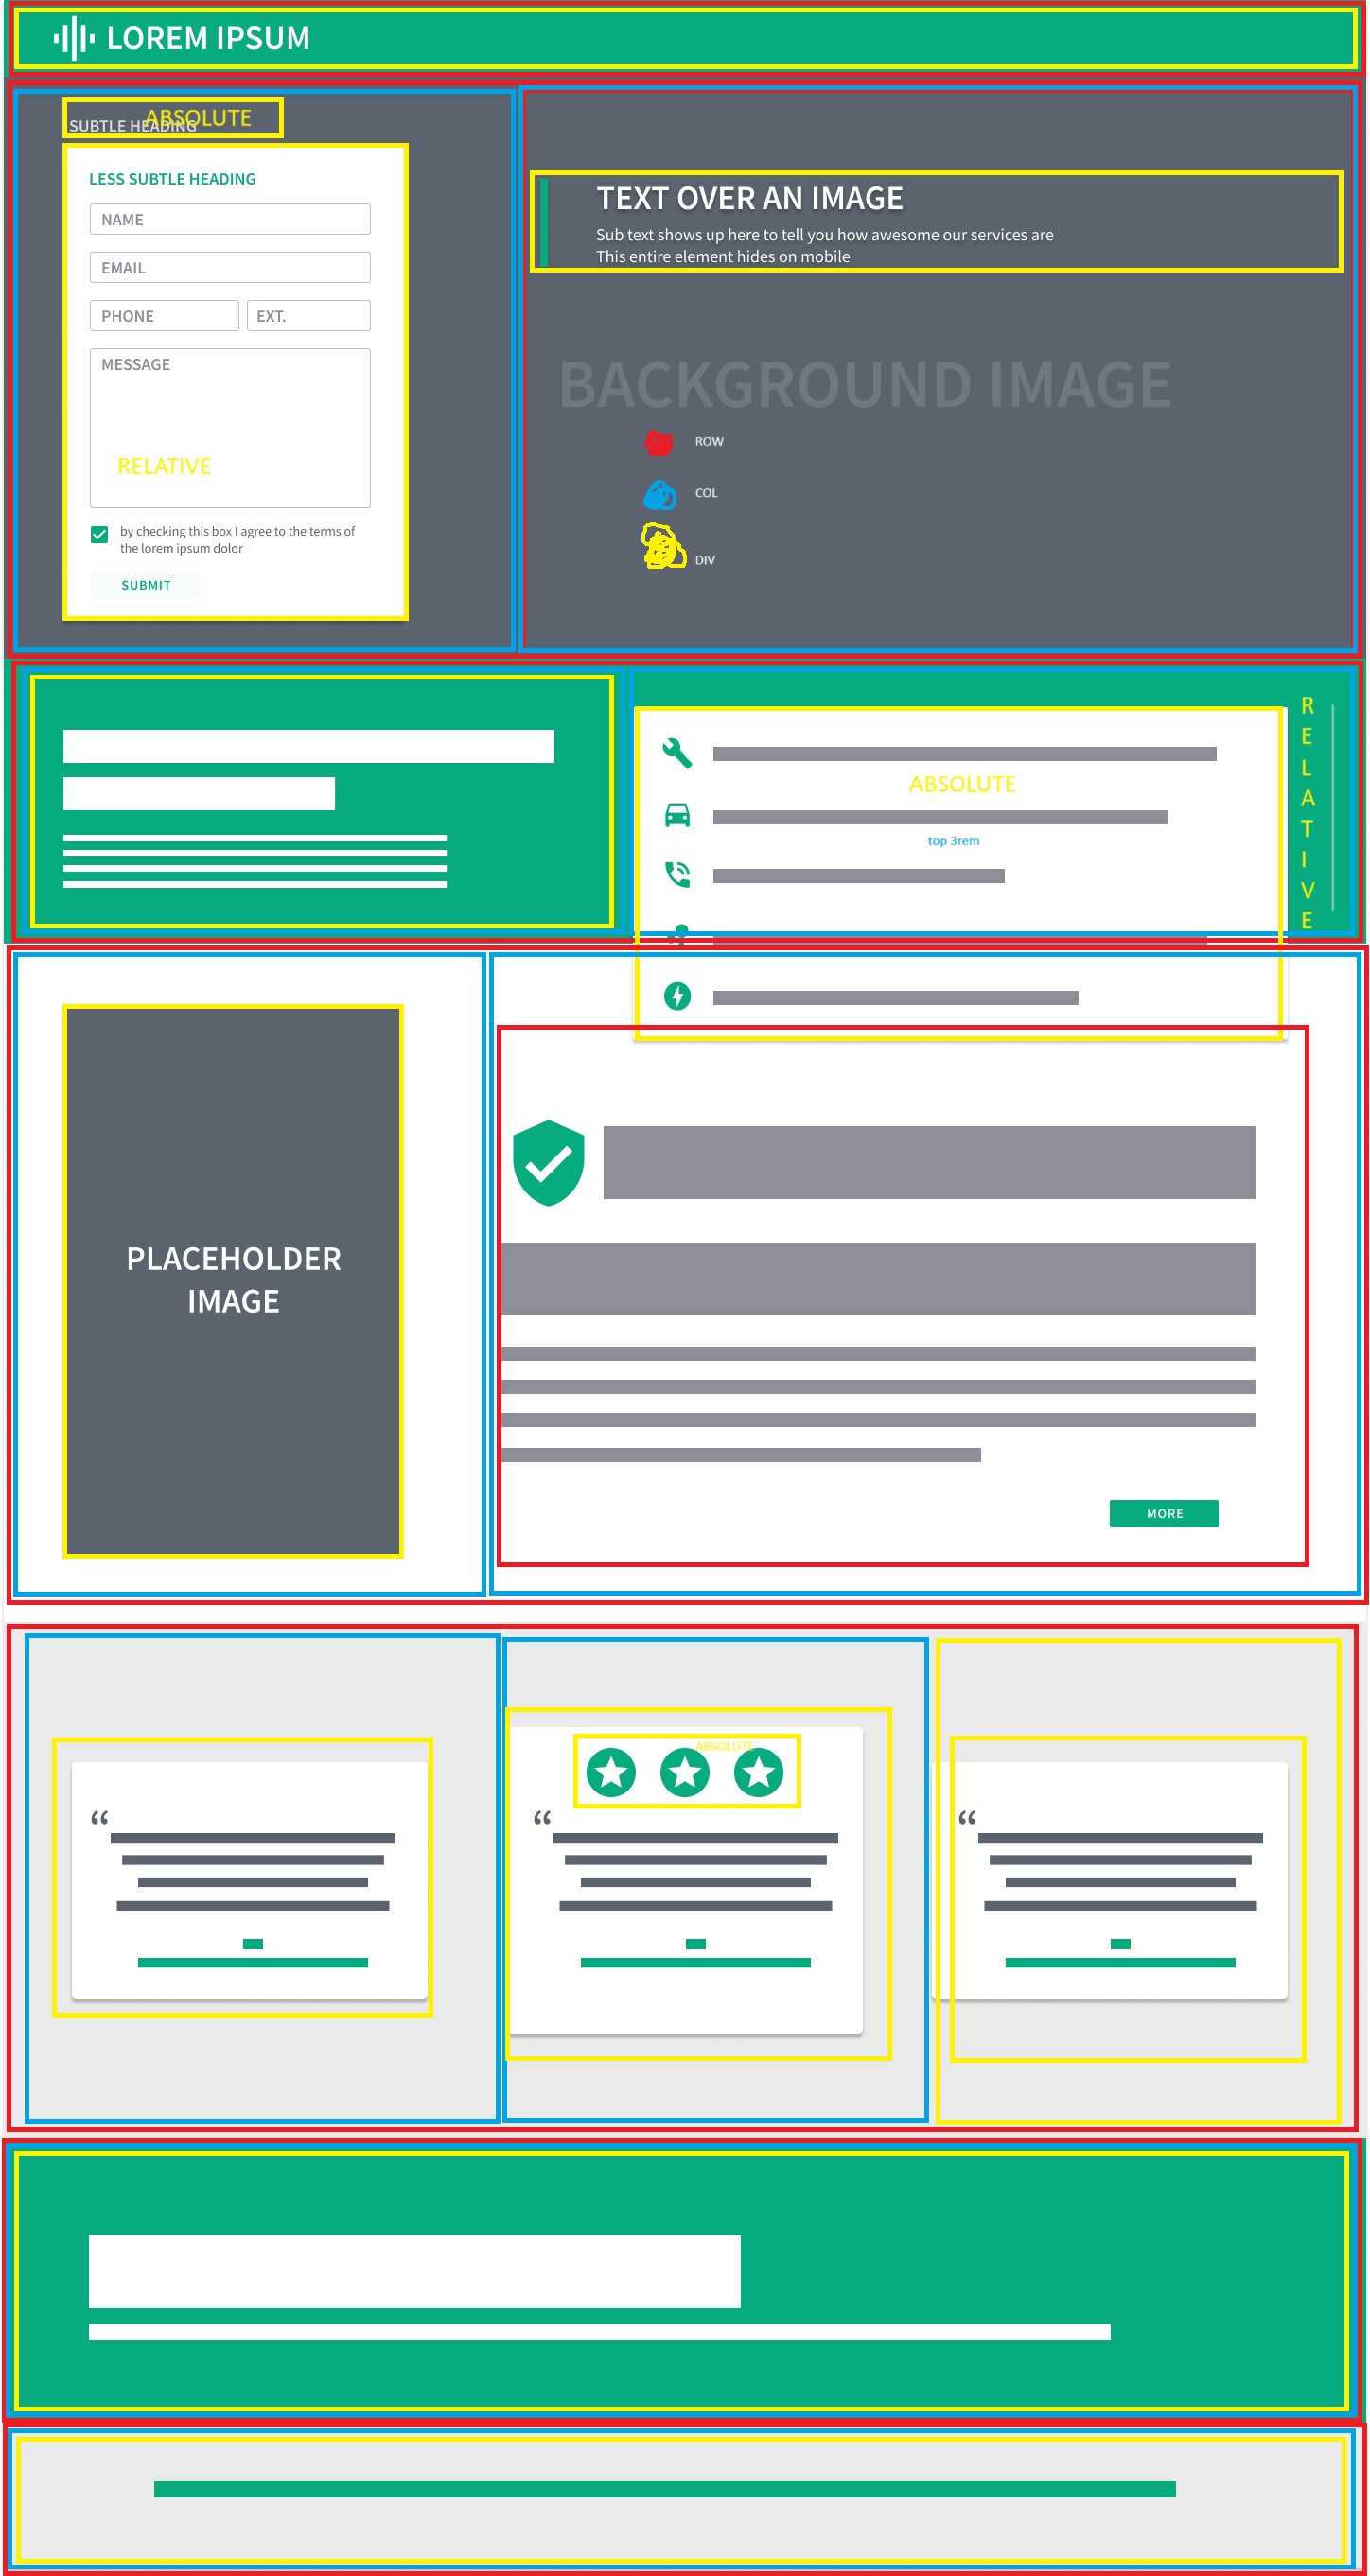 LOREM IPSUM
ABSOLUTE
SUBTLE HEADING
LESS SUBTLE HEADING
NAME
EMAIL
PHONE
EXT.
MESSAGE
RELATIVE
by checking this box I agree to the terms of
the lorem ipsum dolor
SUBMIT
TEXT OVER AN IMAGE
Sub text shows up here to tell you how awesome our services are
This entire element hides on mobile
BACKGROUND IMAGE
ROW
COL
DIV
ABSOLUTE
top 3rem
RELATIVE
PLACEHOLDER
IMAGE
MORE
ABSOLUTE
“
“
“